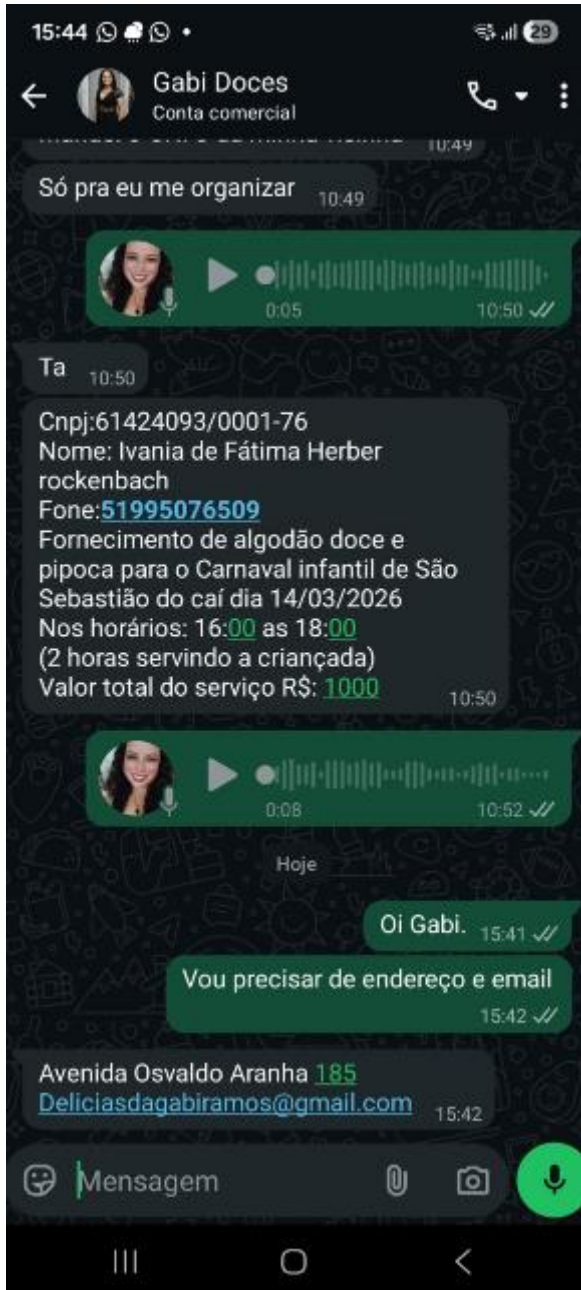 15:44
29
Gabi Doces
Conta comercial
10:49
Só pra eu me organizar 10:49
0:05 10:50
Ta 10:50
Cnpj:61424093/0001-76
Nome: Ivania de Fátima Herber
rockenbach
Fone:51995076509
Fornecimento de algodão doce e
pipoca para o Carnaval infantil de São
Sebastião do caí dia 14/03/2026
Nos horários: 16:00 as 18:00
(2 horas servindo a criançada)
Valor total do serviço R$: 1000 10:50
0:08 10:52
Hoje
Oi Gabi. 15:41
Vou precisar de endereço e email
15:42
Avenida Osvaldo Aranha 185
Deliciasdagabiramos@gmail.com 15:42
Mensagem